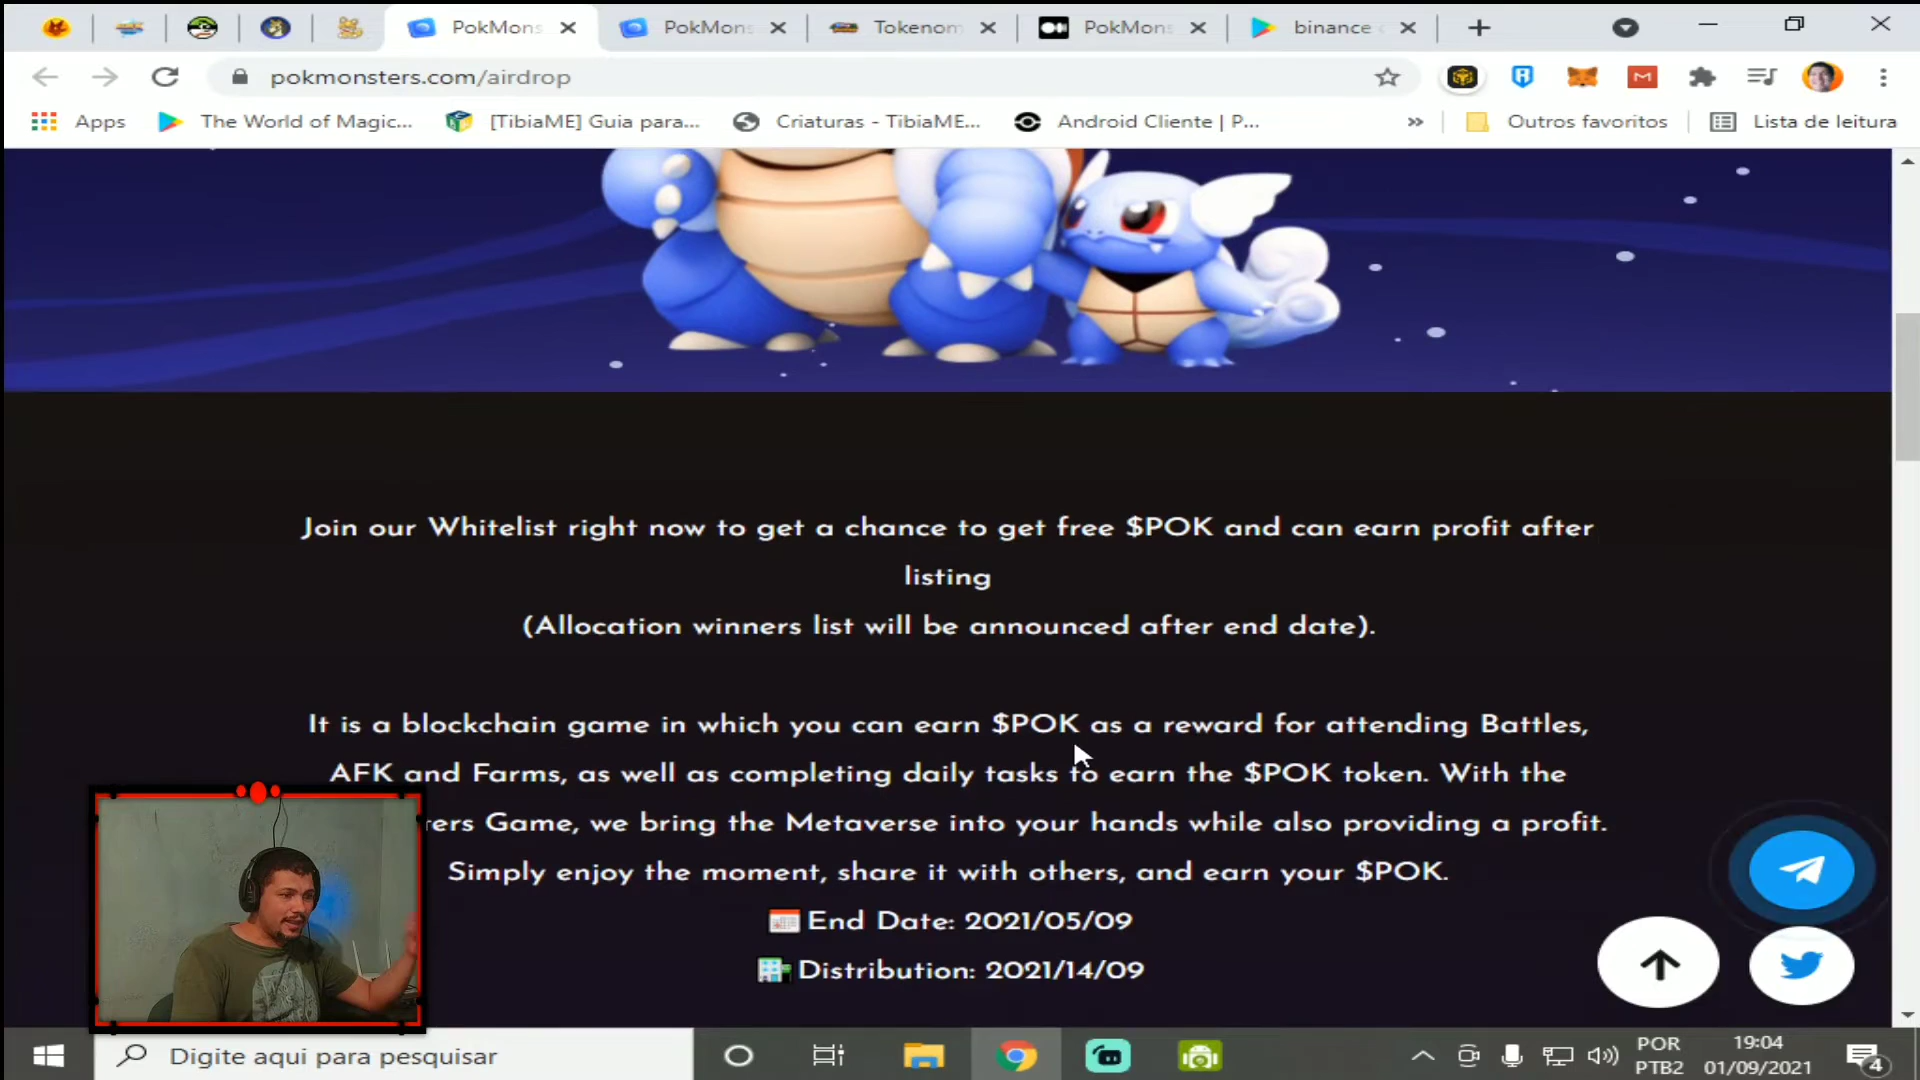 PokMons
PokMons
Tokenom
PokMons
binance
pokmonsters.com/airdrop
Apps
The World of Magic...
[TibiaME] Guia para...
Criaturas - TibiaME...
Android Cliente | P...
»
Outros favoritos
Lista de leitura
Join our Whitelist right now to get a chance to get free $POK and can earn profit after
listing
(Allocation winners list will be announced after end date).
It is a blockchain game in which you can earn $POK as a reward for attending Battles,
AFK and Farms, as well as completing daily tasks to earn the $POK token. With the
rers Game, we bring the Metaverse into your hands while also providing a profit.
Simply enjoy the moment, share it with others, and earn your $POK.
End Date: 2021/05/09
Distribution: 2021/14/09
Digite aqui para pesquisar
POR
PTB2
19:04
01/09/2021
4